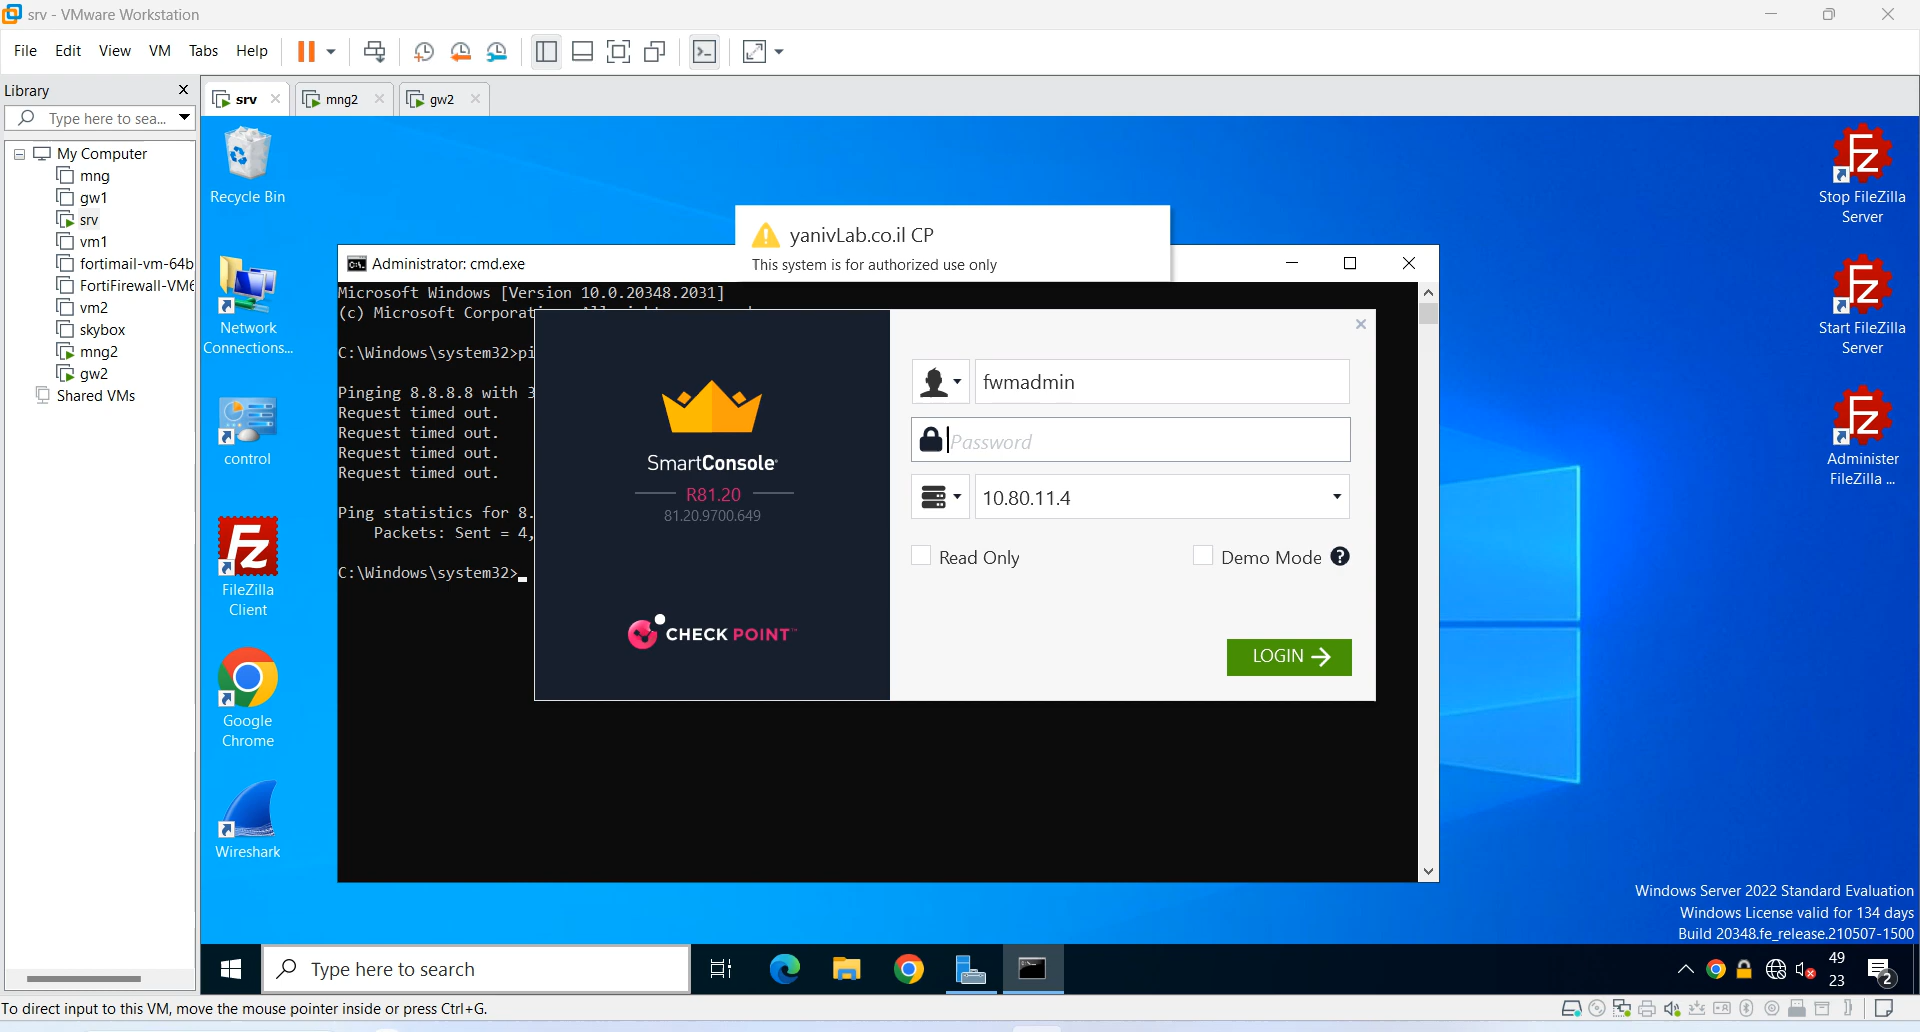 srv - VMware Workstation
File Edit View VM Tabs Help
Library
Type here to sea...
My Computer
mng
gw1
srv
vm1
fortimail-vm-64b
FortiFirewall-VM6
vm2
skybox
mng2
gw2
Shared VMs
srv
mng2
gw2
Recycle Bin
Network
Connections...
control
FileZilla
Client
Google
Chrome
Wireshark
Stop FileZilla
Server
Start FileZilla
Server
Administer
FileZilla ...
yanivLab.co.il CP
This system is for authorized use only
Administrator: cmd.exe
Microsoft Windows [Version 10.0.20348.2031]
(c) Microsoft Corporat
C:\Windows\system32>pi
Pinging 8.8.8.8 with 3
Request timed out.
Request timed out.
Request timed out.
Request timed out.
Ping statistics for 8.
Packets: Sent = 4,
C:\Windows\system32>
SmartConsole
R81.20
81.20.9700.649
CHECK POINT™
fwmadmin
Password
10.80.11.4
Read Only
Demo Mode ?
LOGIN
Windows Server 2022 Standard Evaluation
Windows License valid for 134 days
Build 20348.fe_release.210507-1500
Type here to search
49
23
2
To direct input to this VM, move the mouse pointer inside or press Ctrl+G.